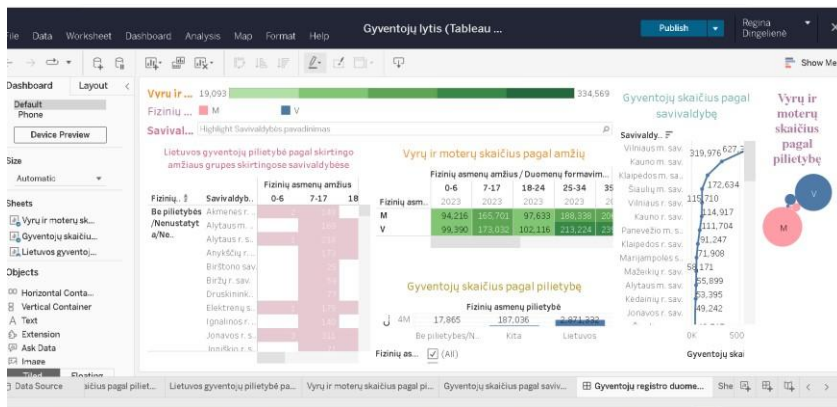 File Data Worksheet Dashboard Analysis Map Format Help
Gyventojų lytis (Tableau ...
Publish
Regina
Dingelienė
Show Me
Dashboard Layout
Default
Phone
Device Preview
Size
Automatic
Sheets
Vyrų ir moterų sk...
Gyventojų skaičiu...
Lietuvos gyventoj...
Objects
Horizontal Conta...
Vertical Container
Text
Extension
Ask Data
Image
Tiled Floating
Vyrų ir ... 19,093 334,569
Fizinių ... M V
Savival... Highlight Savivaldybės pavadinimas
Lietuvos gyventojų pilietybė pagal skirtingo
amžiaus grupes skirtingose savivaldybėse
Fizinių asmenų amžius
Fizinių.. Savivaldyb.. 0-6 7-17 18
Be pilietybės
/Nenustatyt
a/Ne..
Akmenės r...
Alytaus m. ..
Alytaus r. s..
Anykščių r...
Birštono sav.
Biržų r. sav.
Druskinink..
Elektrėnų s..
Ignalinos r...
Jonavos r. s..
Joniškio r. s..
Vyrų ir moterų skaičius pagal amžių
Fizinių asmenų amžius / Duomenų formavim...
0-6 7-17 18-24 25-34 35
Fizinių asm.. 2023 2023 2023 2023
M 94,216 165,701 97,633 188,336
V 99,390 173,032 102,116 213,224
Gyventojų skaičius pagal pilietybę
Fizinių asmenų pilietybė
4M 17,865 187,036 2,871,332
Be pilietybės/N.. Kita Lietuvos
Fizinių as... (All)
Gyventojų skaičius pagal
savivaldybę
Savivaldy..
Vilniaus m. sav.
Kauno m. sav.
Klaipėdos m. sa..
Šiaulių m. sav.
Vilniaus r. sav.
Kauno r. sav.
Panevėžio m. s..
Klaipėdos r. sav.
Marijampolės s..
Mažeikių r. sav.
Alytaus m. sav.
Kėdainių r. sav.
Jonavos r. sav.
319,976
172,634
115,710
114,917
111,704
91,247
71,908
58,171
55,899
53,395
49,242
0K 500
Gyventojų skai
Vyrų ir
moterų
skaičius
pagal
pilietybę
V
M
Data Source aičius pagal piliet... Lietuvos gyventojų pilietybė pa... Vyrų ir moterų skaičius pagal pi... Gyventojų skaičius pagal saviv... Gyventojų registro duome... She